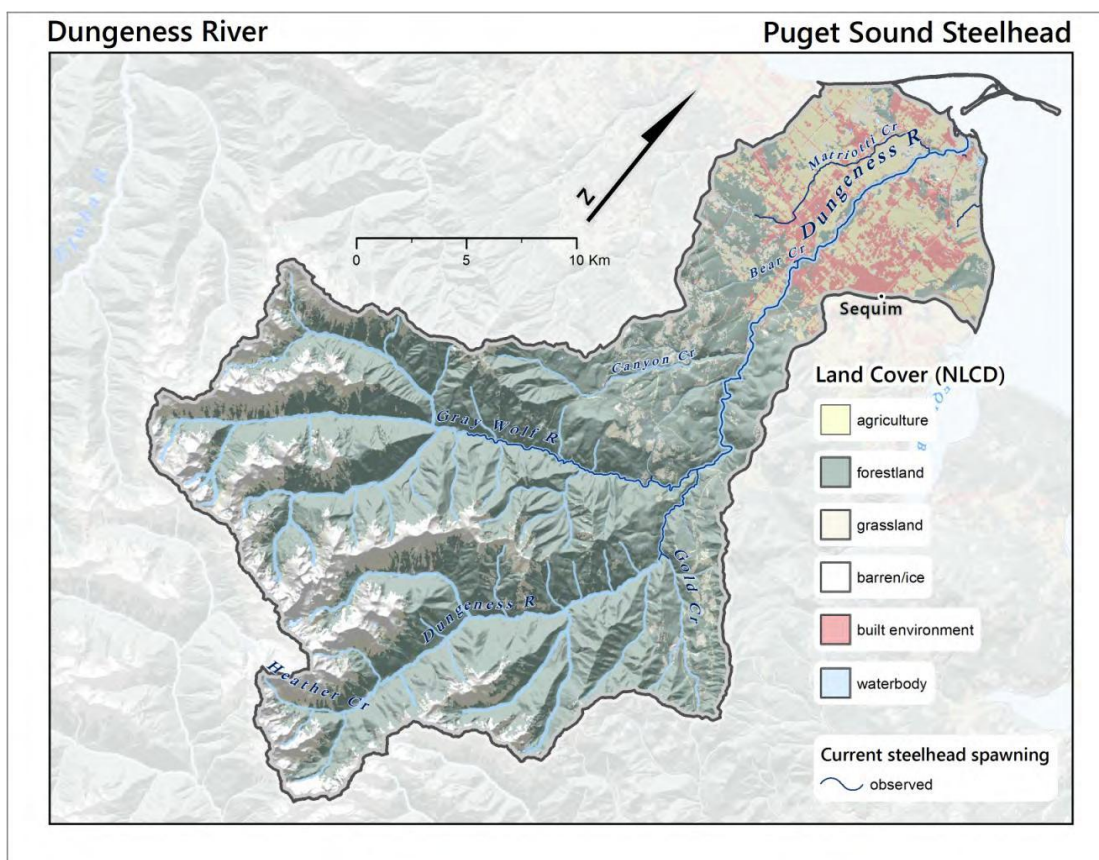 Dungeness River
Puget Sound Steelhead
Elwha R
N
0 5 10 Km
Matriotti Cr
Dungeness R
Bear Cr
Sequim
Canyon Cr
Gray Wolf R
Gold Cr
Dungeness R
Heather Cr
Land Cover (NLCD)
agriculture
forestland
grassland
barren/ice
built environment
waterbody
Current steelhead spawning
observed